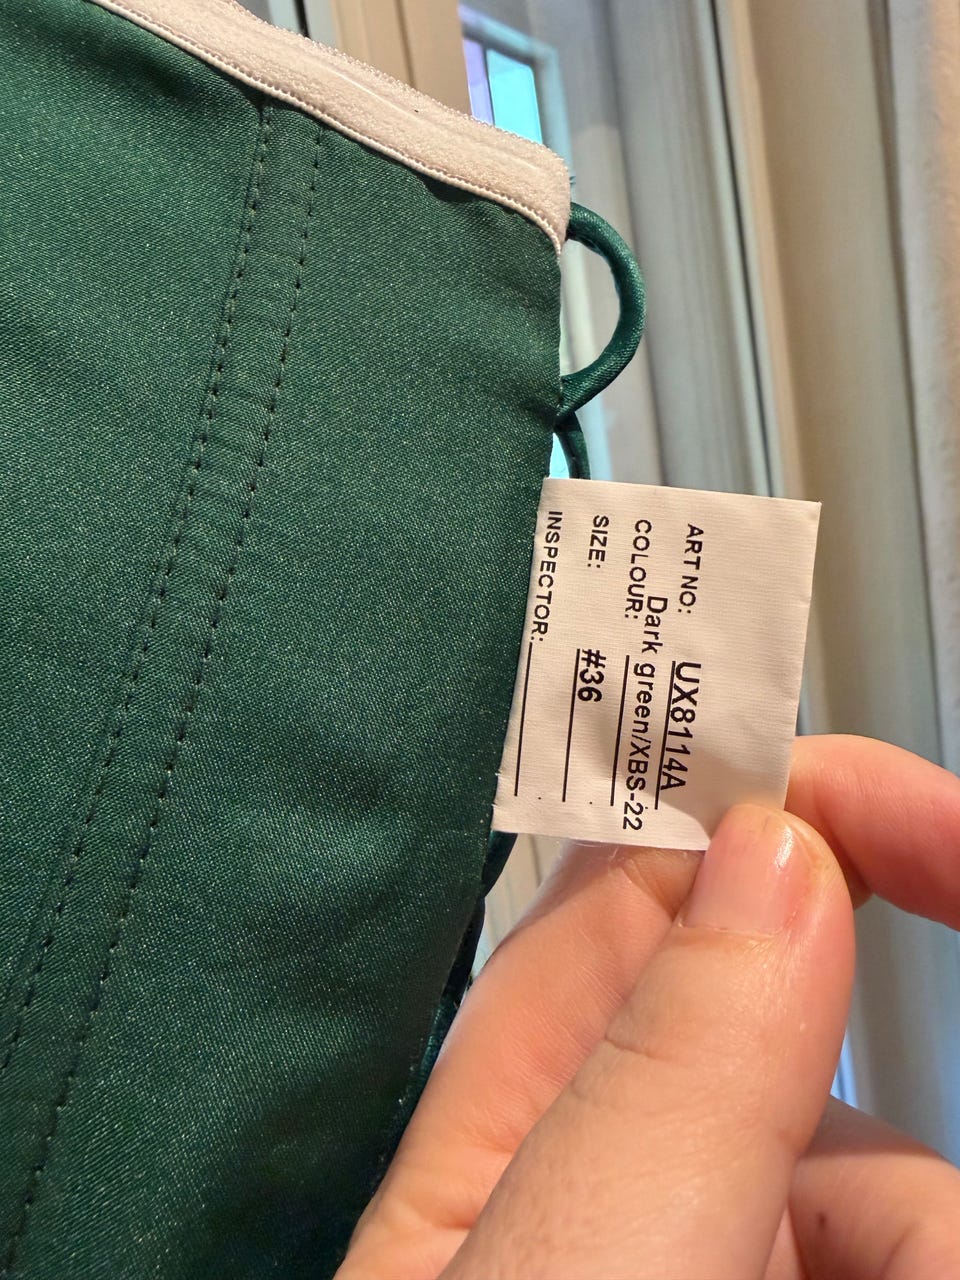 ART NO: UX8114A
COLOUR: Dark green/XBS-22
SIZE: #36
INSPECTOR: